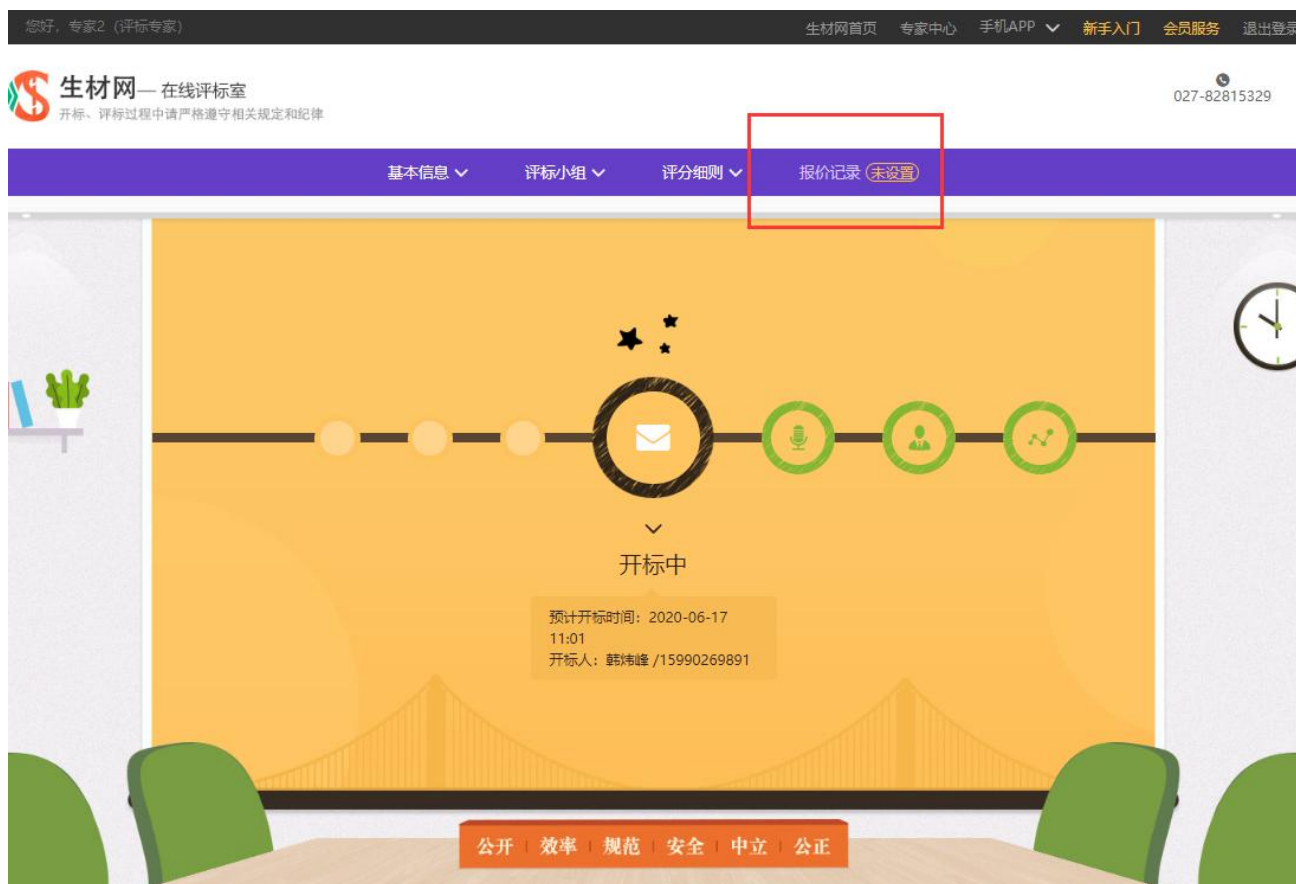 您好，专家2（评标专家）
生材网首页 专家中心 手机APP 新手入门 会员服务 退出登录
生材网— 在线评标室
开标、评标过程中请严格遵守相关规定和纪律
027-82815329
基本信息 评标小组 评分细则 报价记录 未设置
开标中
预计开标时间：2020-06-17
11:01
开标人：韩炜峰 /15990269891
公开 效率 规范 安全 中立 公正